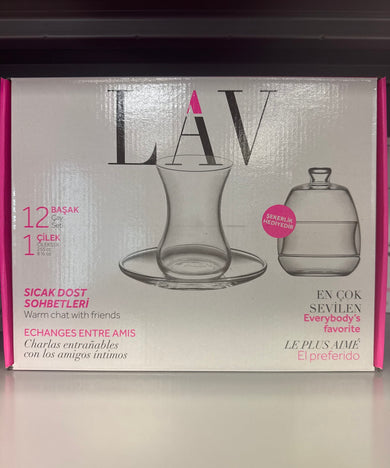 LAV
12 BAŞAK
Çay
Set
1 ÇİLEK
ŞEKERLİK
HEDİYEDİR
SICAK DOST
SOHBETLERİ
Warm chat with friends
ECHANGES ENTRE AMIS
Charlas entrañables
con los amigos íntimos
EN ÇOK
SEVİLEN
Everybody's
favorite
LE PLUS AIMÉ
El preferido